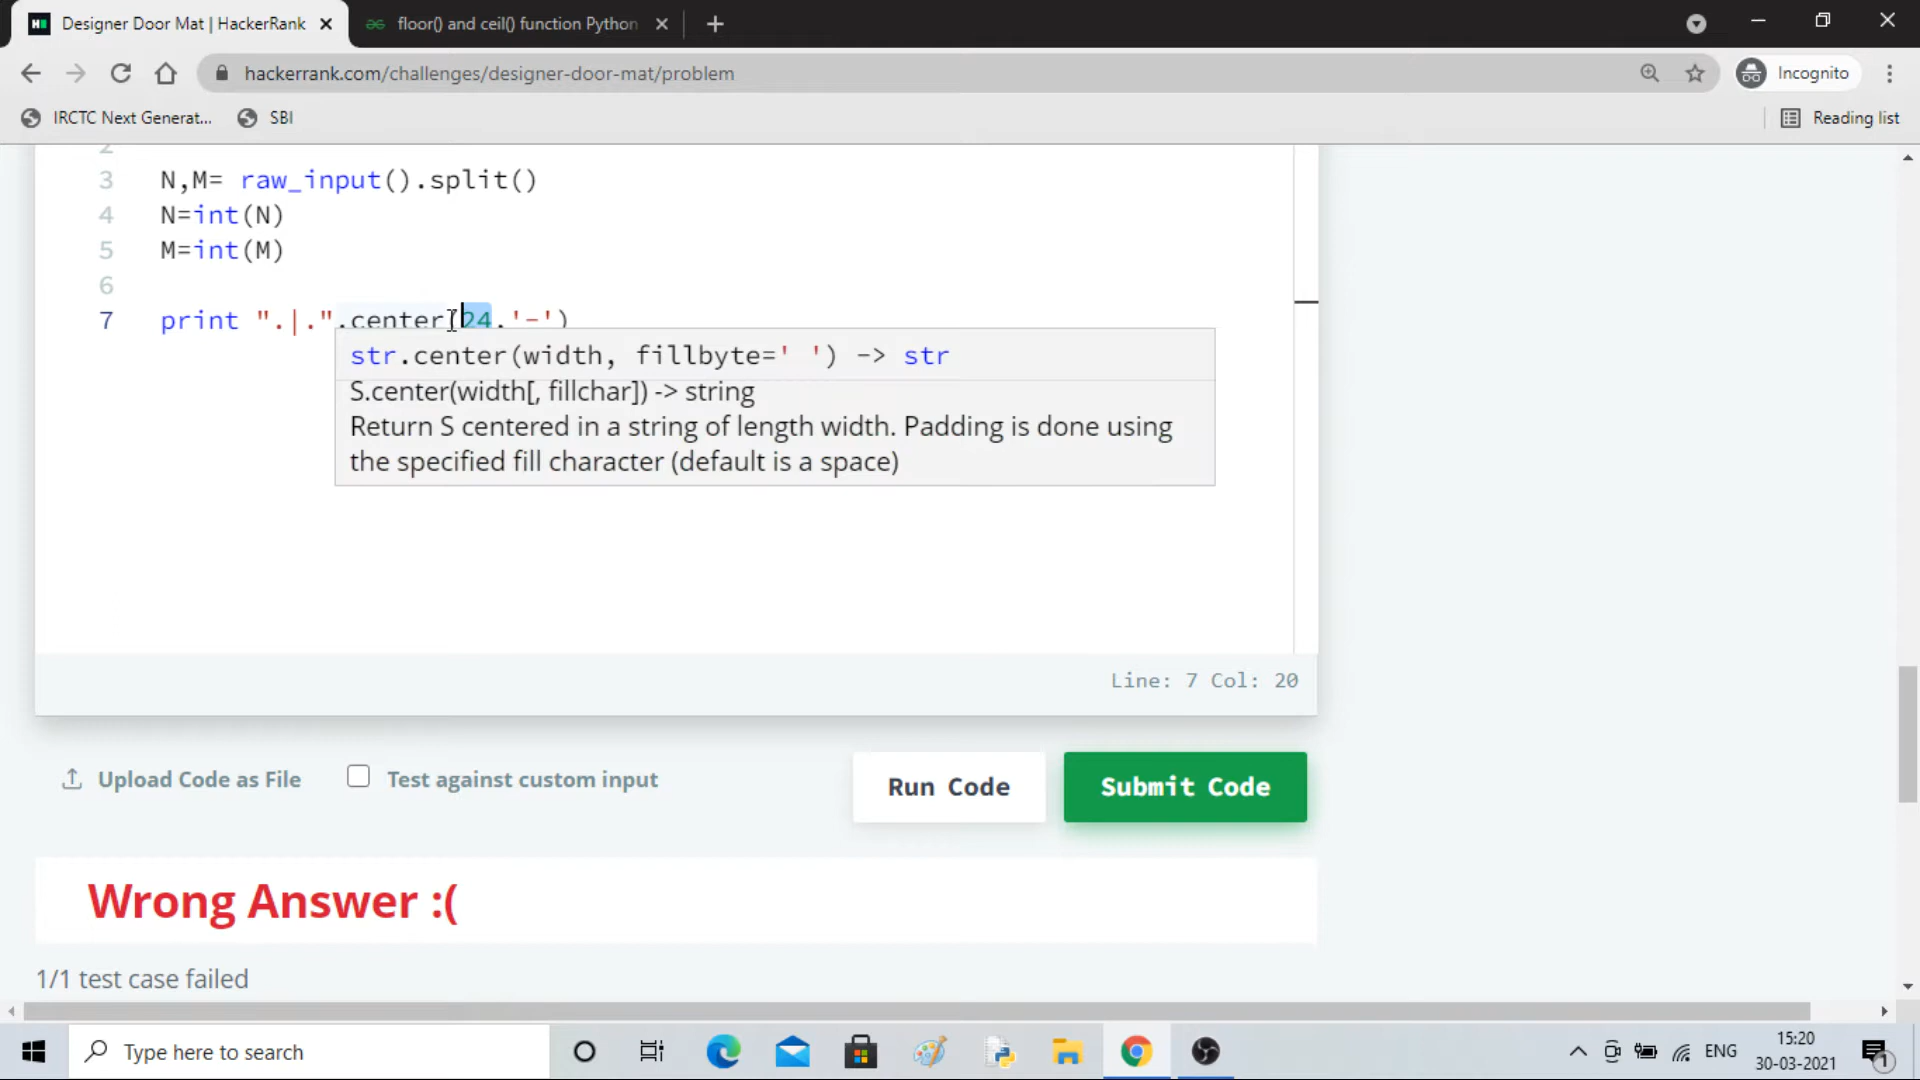 Designer Door Mat | HackerRank
floor() and ceil() function Python
hackerrank.com/challenges/designer-door-mat/problem
Incognito
IRCTC Next Generat...
SBI
Reading list
2
3 N,M= raw_input().split()
4 N=int(N)
5 M=int(M)
6
7 print ".|.".center(24,'-')
str.center(width, fillbyte=' ') -> str
S.center(width[, fillchar]) -> string
Return S centered in a string of length width. Padding is done using
the specified fill character (default is a space)
Line: 7 Col: 20
Upload Code as File
Test against custom input
Run Code
Submit Code
Wrong Answer :(
1/1 test case failed
Type here to search
ENG
15:20
30-03-2021
1